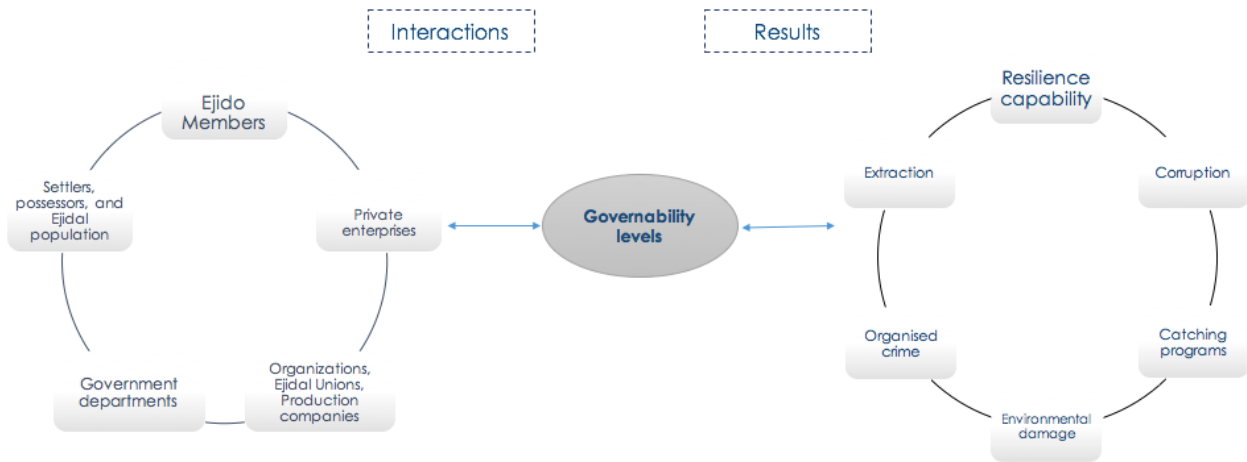 Interactions
Results
Ejido
Members
Settlers,
possessors, and
Ejidal
population
Private
enterprises
Government
departments
Organizations,
Ejidal Unions,
Production
companies
Governability
levels
Resilience
capability
Extraction
Corruption
Organised
crime
Catching
programs
Environmental
damage